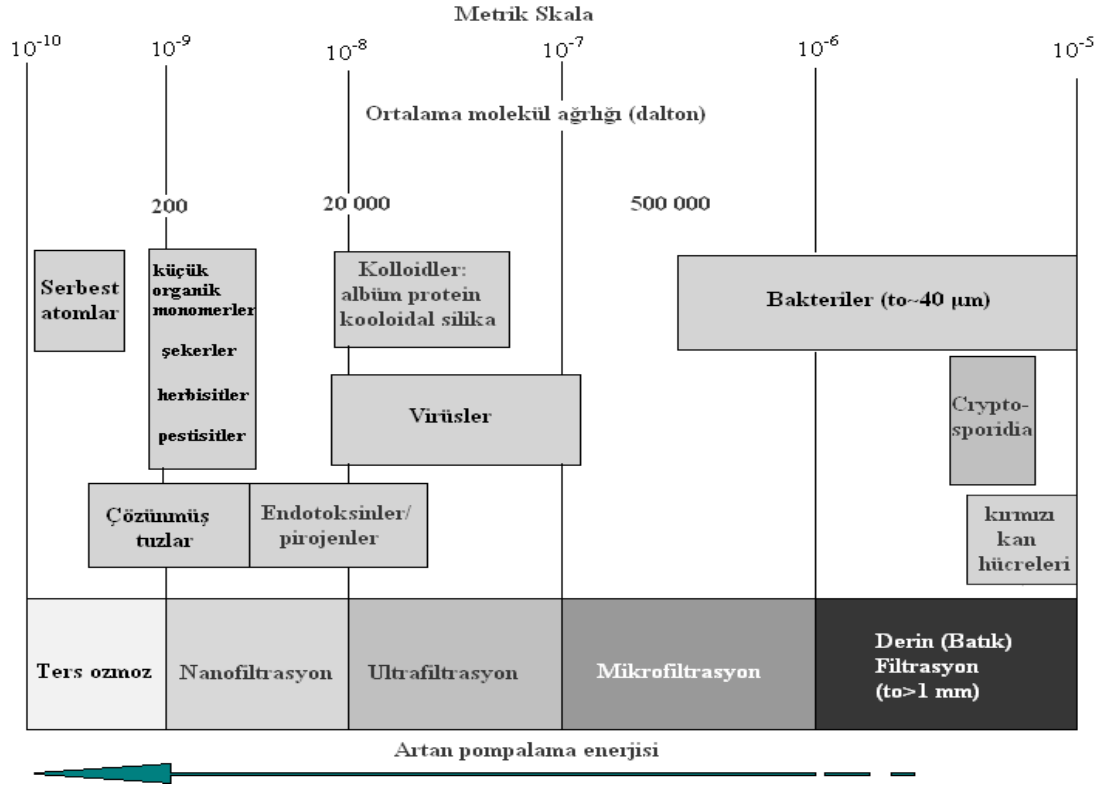 Metrik Skala
10-10 10-9 10-8 10-7 10-6 10-5
Ortalama molekül ağrlığı (dalton)
200 20 000 500 000
Serbest
atomlar
küçük
organik
monomerler
şekerler
herbisitler
pestisitler
Kolloidler:
albüm protein
kooloidal silika
Bakteriler (to~40 µm)
Virüsler
Crypto-
sporidia
Çözünmüş
tuzlar
Endotoksinler/
pirojenler
kırmızı
kan
hücreleri
Ters ozmoz
Nanofiltrasyon
Ultrafiltrasyon
Mikrofiltrasyon
Derin (Batık)
Filtrasyon
(to>1 mm)
Artan pompalama enerjisi